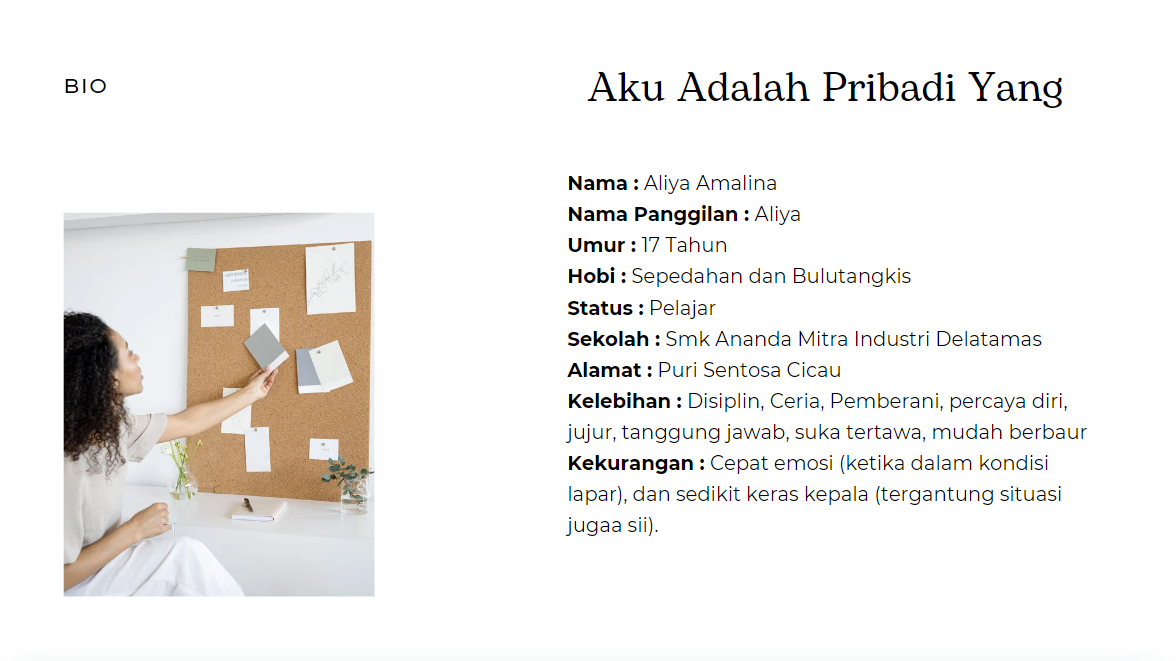 BIO
Aku Adalah Pribadi Yang
Nama : Aliya Amalina
Nama Panggilan : Aliya
Umur : 17 Tahun
Hobi : Sepedahan dan Bulutangkis
Status : Pelajar
Sekolah : Smk Ananda Mitra Industri Delatamas
Alamat : Puri Sentosa Cicau
Kelebihan : Disiplin, Ceria, Pemberani, percaya diri,
jujur, tanggung jawab, suka tertawa, mudah berbaur
Kekurangan : Cepat emosi (ketika dalam kondisi
lapar), dan sedikit keras kepala (tergantung situasi
jugaa sii).